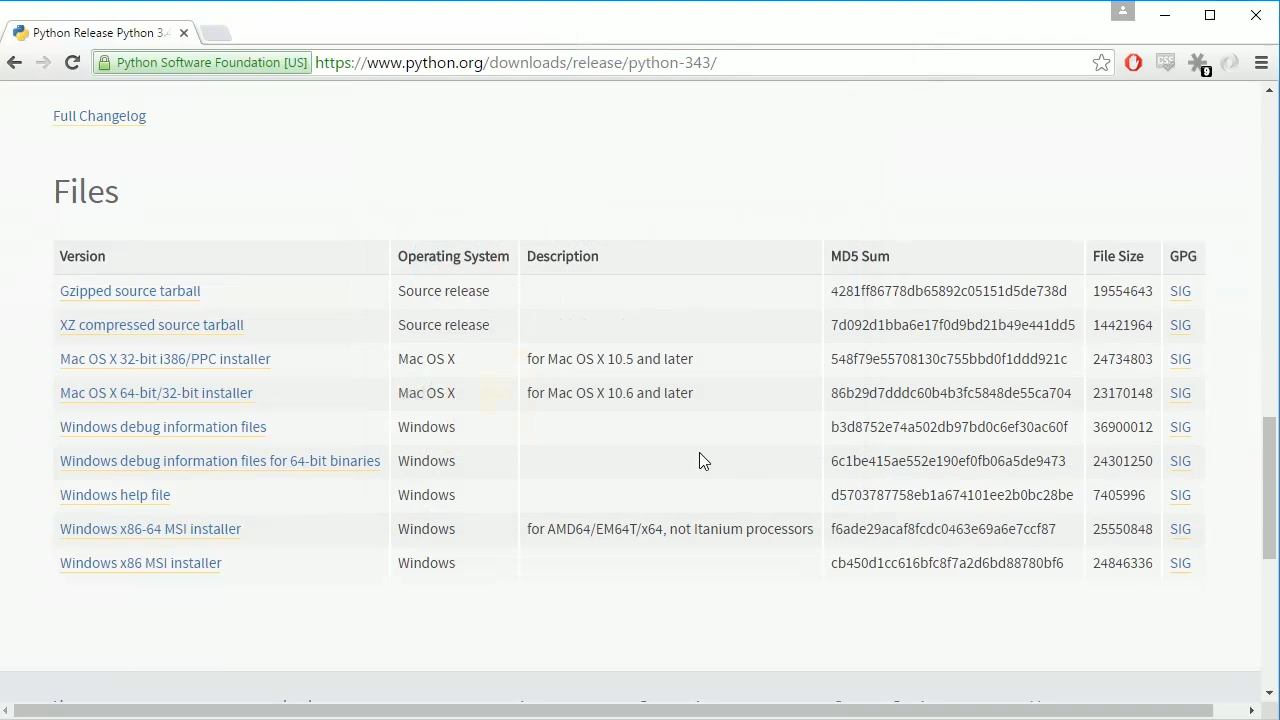 Python Release Python 3.4
Python Software Foundation [US] https://www.python.org/downloads/release/python-343/
Full Changelog
Files
Version Operating System Description MD5 Sum File Size GPG
Gzipped source tarball Source release 4281ff86778db65892c05151d5de738d 19554643 SIG
XZ compressed source tarball Source release 7d092d1bba6e17f0d9bd21b49e441dd5 14421964 SIG
Mac OS X 32-bit i386/PPC installer Mac OS X for Mac OS X 10.5 and later 548f79e55708130c755bbd0f1ddd921c 24734803 SIG
Mac OS X 64-bit/32-bit installer Mac OS X for Mac OS X 10.6 and later 86b29d7dddc60b4b3fc5848de55ca704 23170148 SIG
Windows debug information files Windows b3d8752e74a502db97bd0c6ef30ac60f 36900012 SIG
Windows debug information files for 64-bit binaries Windows 6c1be415ae552e190ef0fb06a5de9473 24301250 SIG
Windows help file Windows d5703787758eb1a674101ee2b0bc28be 7405996 SIG
Windows x86-64 MSI installer Windows for AMD64/EM64T/x64, not Itanium processors f6ade29acaf8fcdc0463e69a6e7ccf87 25550848 SIG
Windows x86 MSI installer Windows cb450d1cc616bfc8f7a2d6bd88780bf6 24846336 SIG